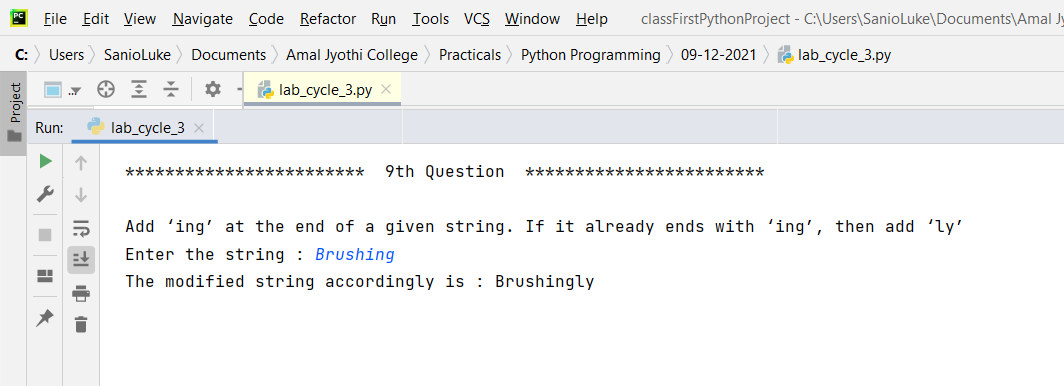 PC File Edit View Navigate Code Refactor Run Tools VCS Window Help classFirstPythonProject - C:\Users\SanioLuke\Documents\Amal
C: Users SanioLuke Documents Amal Jyothi College Practicals Python Programming 09-12-2021 lab_cycle_3.py
Project
.. lab_cycle_3.py
Run: lab_cycle_3
************************ 9th Question ************************
Add ‘ing’ at the end of a given string. If it already ends with ‘ing’, then add ‘ly’
Enter the string : Brushing
The modified string accordingly is : Brushingly